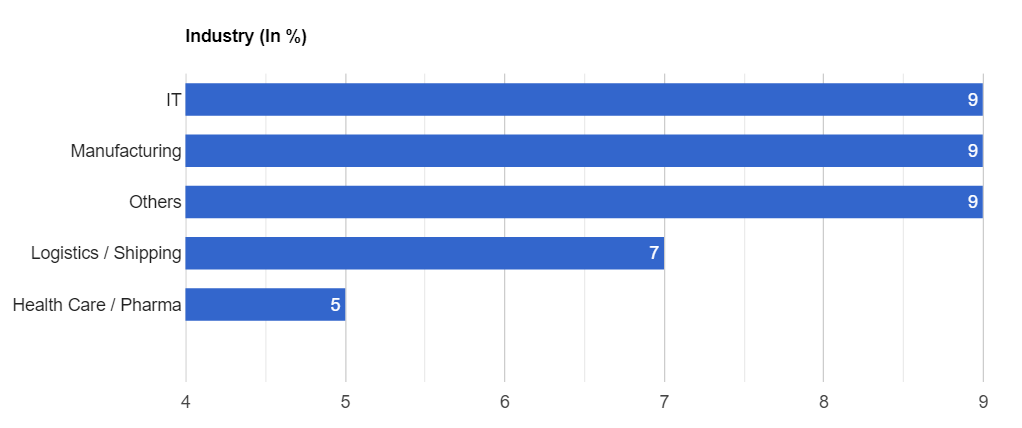 Industry (In %)
IT 9
Manufacturing 9
Others 9
Logistics / Shipping 7
Health Care / Pharma 5
4 5 6 7 8 9